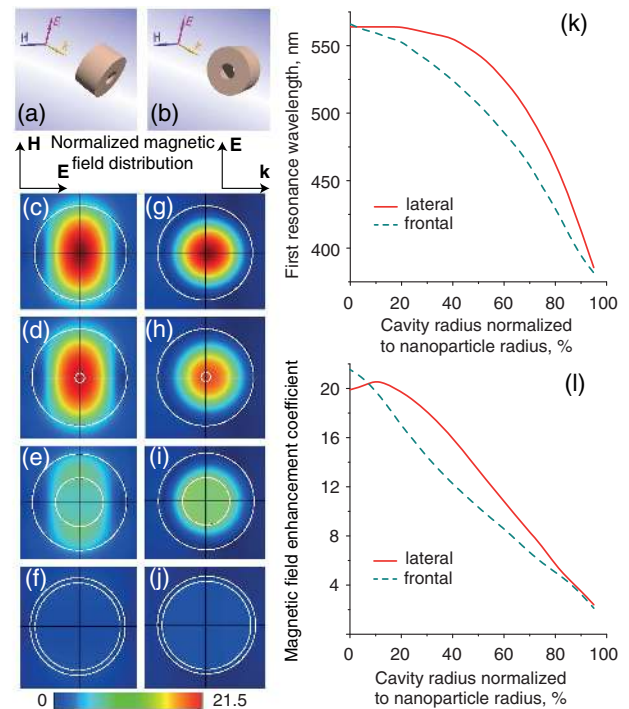 H E k
(a)
H E k
(b)
H
E
Normalized magnetic
field distribution
E
k
(c)
(g)
(d)
(h)
(e)
(i)
(f)
(j)
0
21.5
(k)
First resonance wavelength, nm
550
500
450
400
lateral
frontal
0 20 40 60 80 100
Cavity radius normalized
to nanoparticle radius, %
(l)
Magnetic field enhancement coefficient
20
16
12
8
4
lateral
frontal
0 20 40 60 80 100
Cavity radius normalized
to nanoparticle radius, %